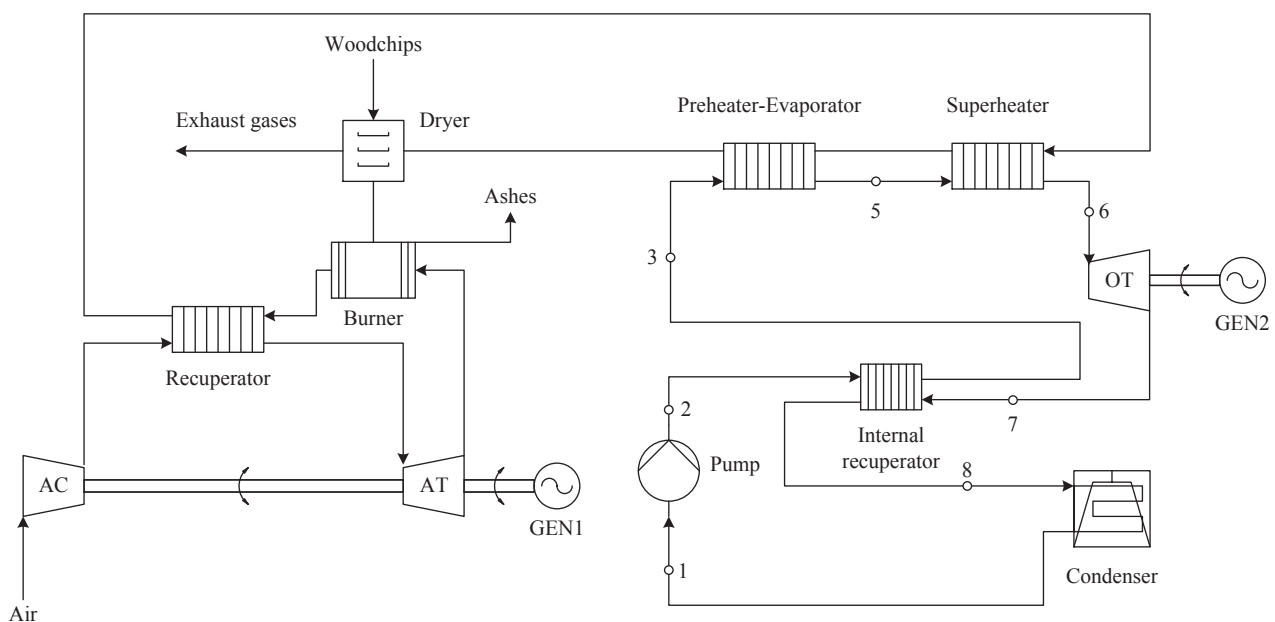 Woodchips
Exhaust gases
Dryer
Preheater-Evaporator
Superheater
Ashes
5
6
3
OT
Burner
GEN2
Recuperator
2
7
Internal
recuperator
Pump
8
AC
AT
GEN1
1
Condenser
Air